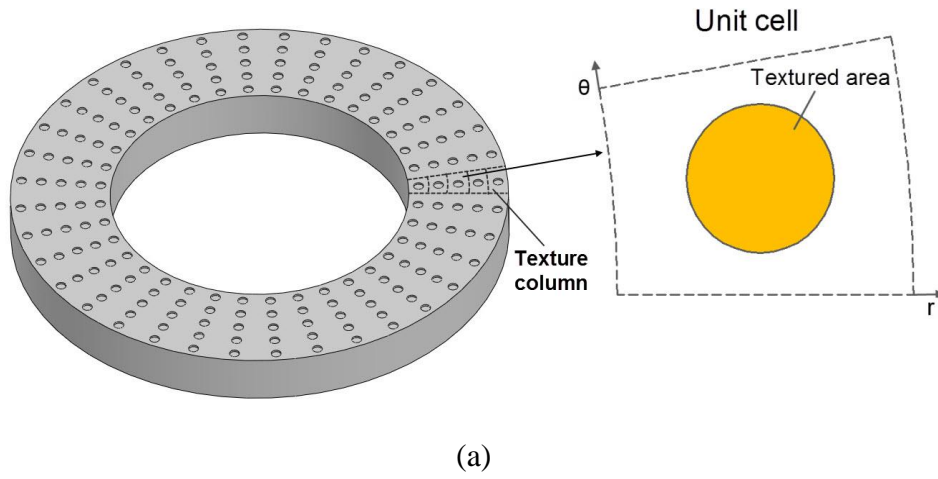 Unit cell
θ
Textured area
Texture
column
r
(a)